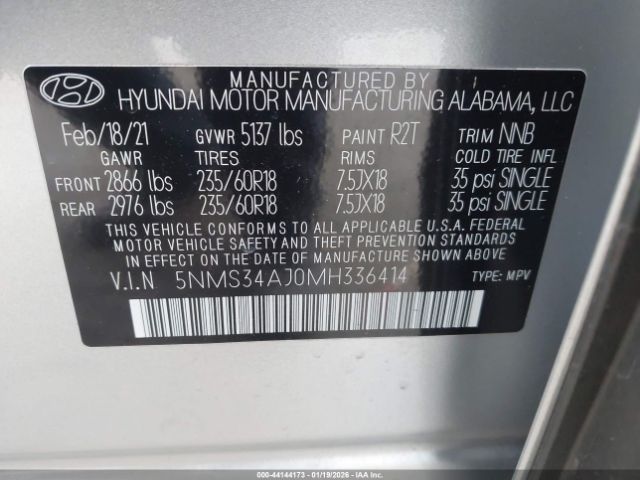 MANUFACTURED BY
HYUNDAI MOTOR MANUFACTURING ALABAMA, LLC
Feb/18/21 GVWR 5137 lbs PAINT R2T TRIM NNB
GAWR TIRES RIMS COLD TIRE INFL
FRONT 2866 lbs 235/60R18 7.5JX18 35 psi SINGLE
REAR 2976 lbs 235/60R18 7.5JX18 35 psi SINGLE
THIS VEHICLE CONFORMS TO ALL APPLICABLE U.S.A. FEDERAL
MOTOR VEHICLE SAFETY AND THEFT PREVENTION STANDARDS
IN EFFECT ON THE DATE OF MANUFACTURE SHOWN ABOVE
V.I.N 5NMS34AJ0MH336414 TYPE: MPV
000-44144173 - 01/19/2026 - IAA Inc.